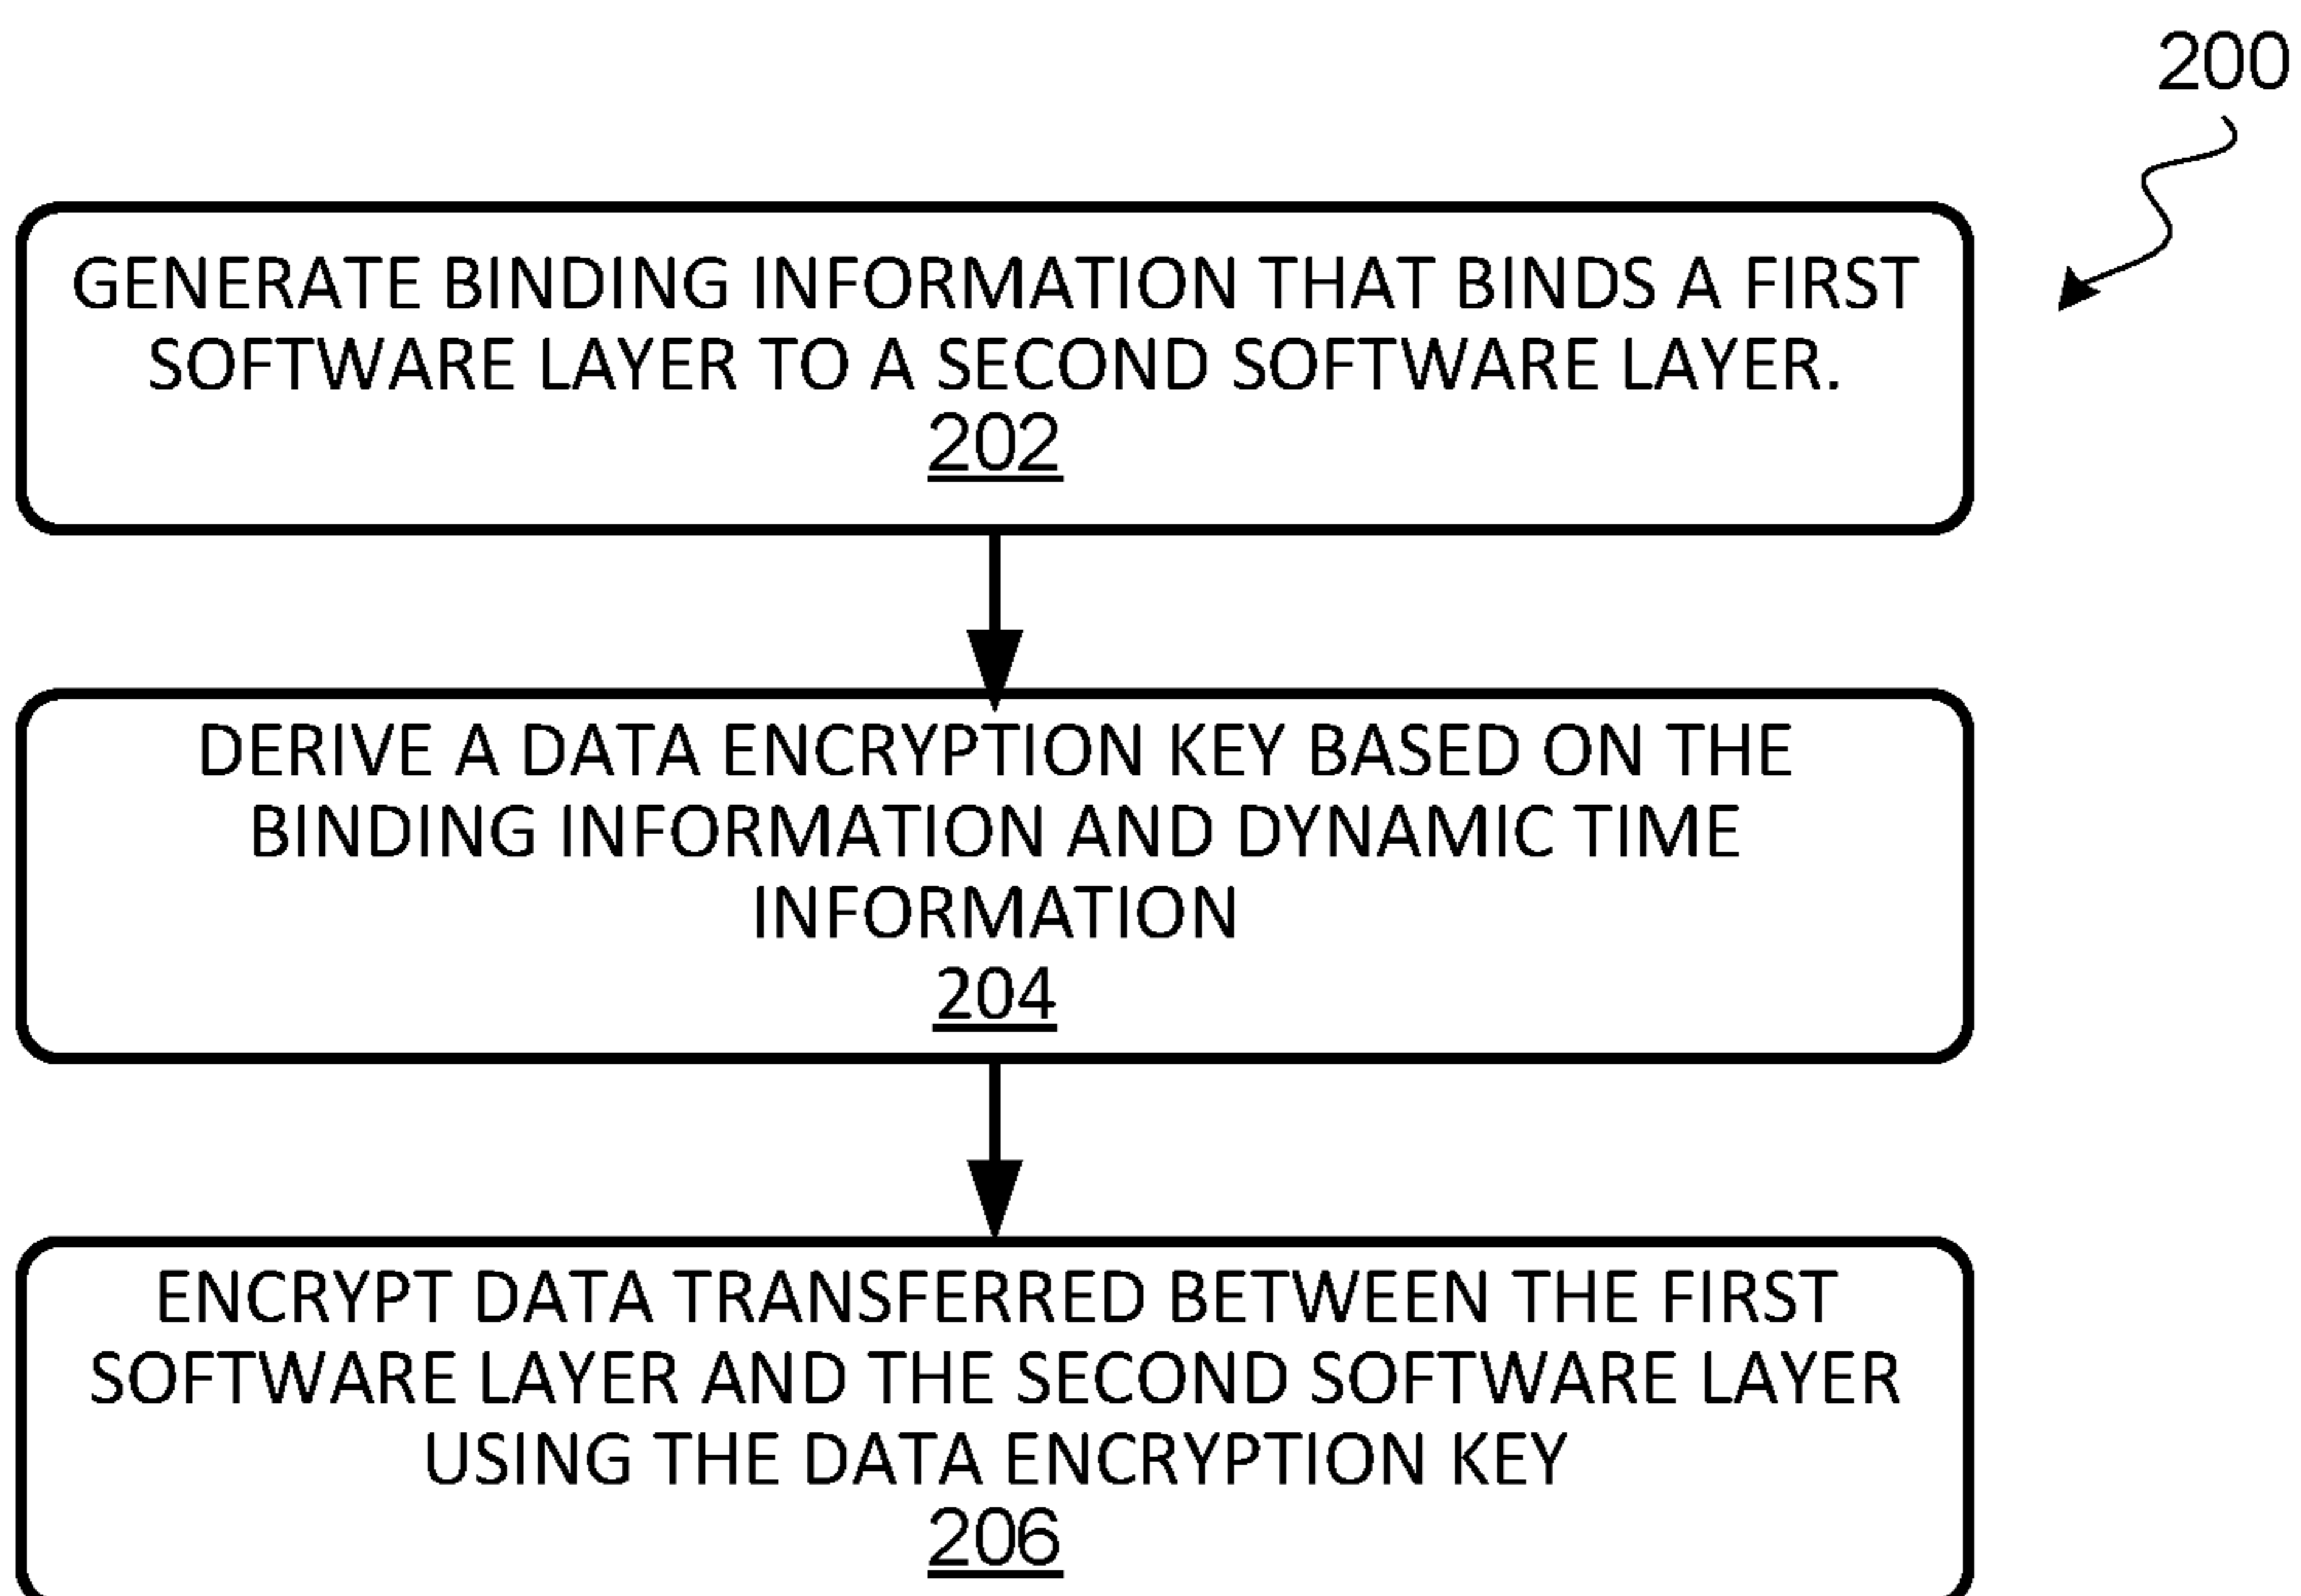 200
GENERATE BINDING INFORMATION THAT BINDS A FIRST
SOFTWARE LAYER TO A SECOND SOFTWARE LAYER.
202
DERIVE A DATA ENCRYPTION KEY BASED ON THE
BINDING INFORMATION AND DYNAMIC TIME
INFORMATION
204
ENCRYPT DATA TRANSFERRED BETWEEN THE FIRST
SOFTWARE LAYER AND THE SECOND SOFTWARE LAYER
USING THE DATA ENCRYPTION KEY
206